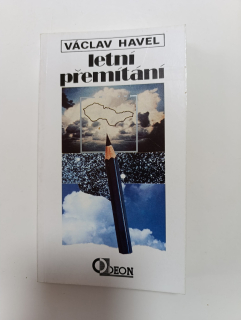 VÁCLAV HAVEL
letní
přemítání
ODEON